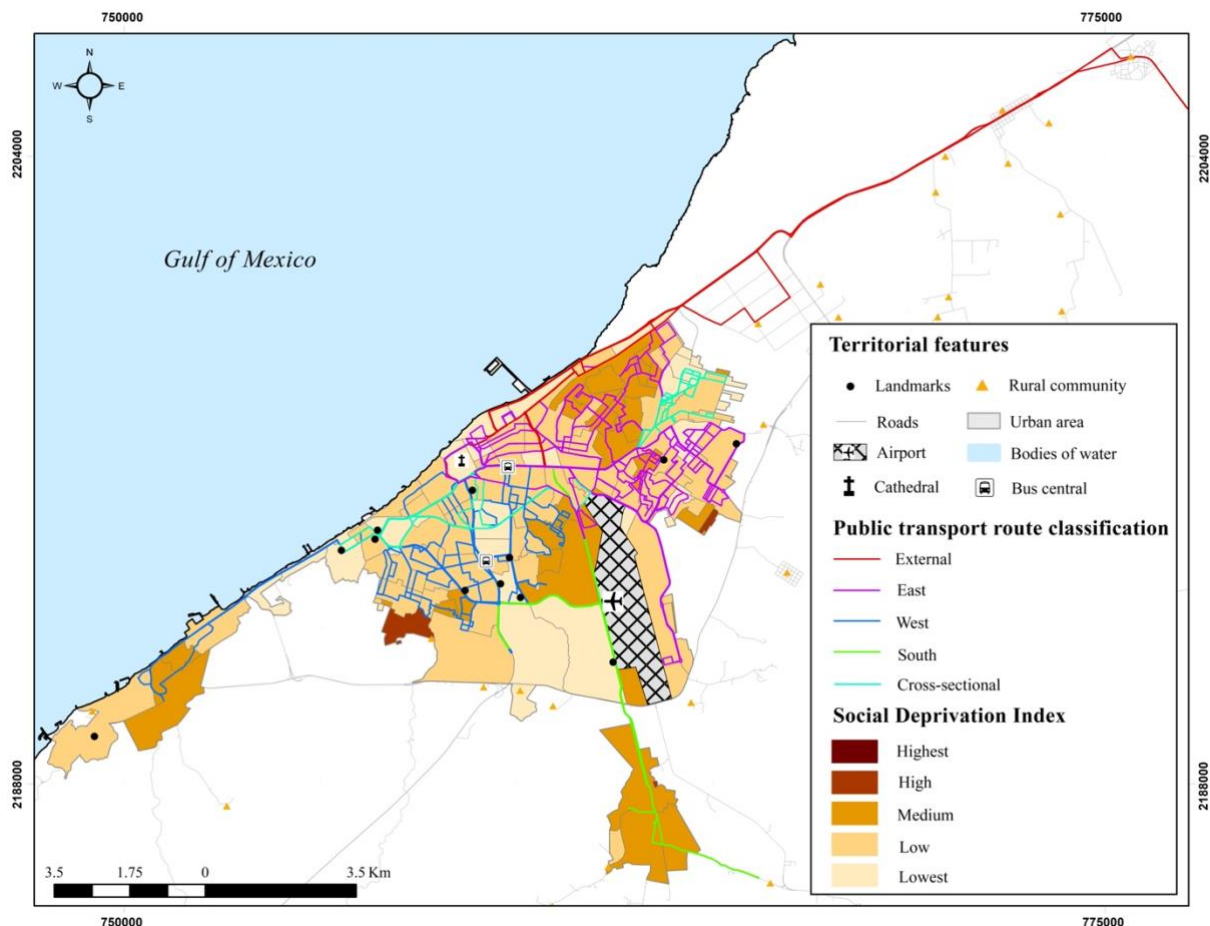 750000
775000
N
W E
S
2204000
2204000
Gulf of Mexico
Territorial features
Landmarks
Rural community
Roads
Urban area
Airport
Bodies of water
Cathedral
Bus central
Public transport route classification
External
East
West
South
Cross-sectional
Social Deprivation Index
Highest
High
Medium
Low
Lowest
2188000
2188000
3.5 1.75 0 3.5 Km
750000
775000